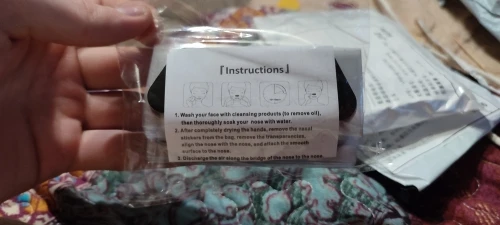 「Instructions」
1. Wash your face with cleansing products (to remove oil),
then thoroughly soak your nose with water.
2. After completely drying the hands, remove the nasal
stickers from the bag, remove the transparencies,
align the nose with the nose, and attach the smooth
surface to the nose.
3. Discharge the air along the bridge of the nose to the nose.